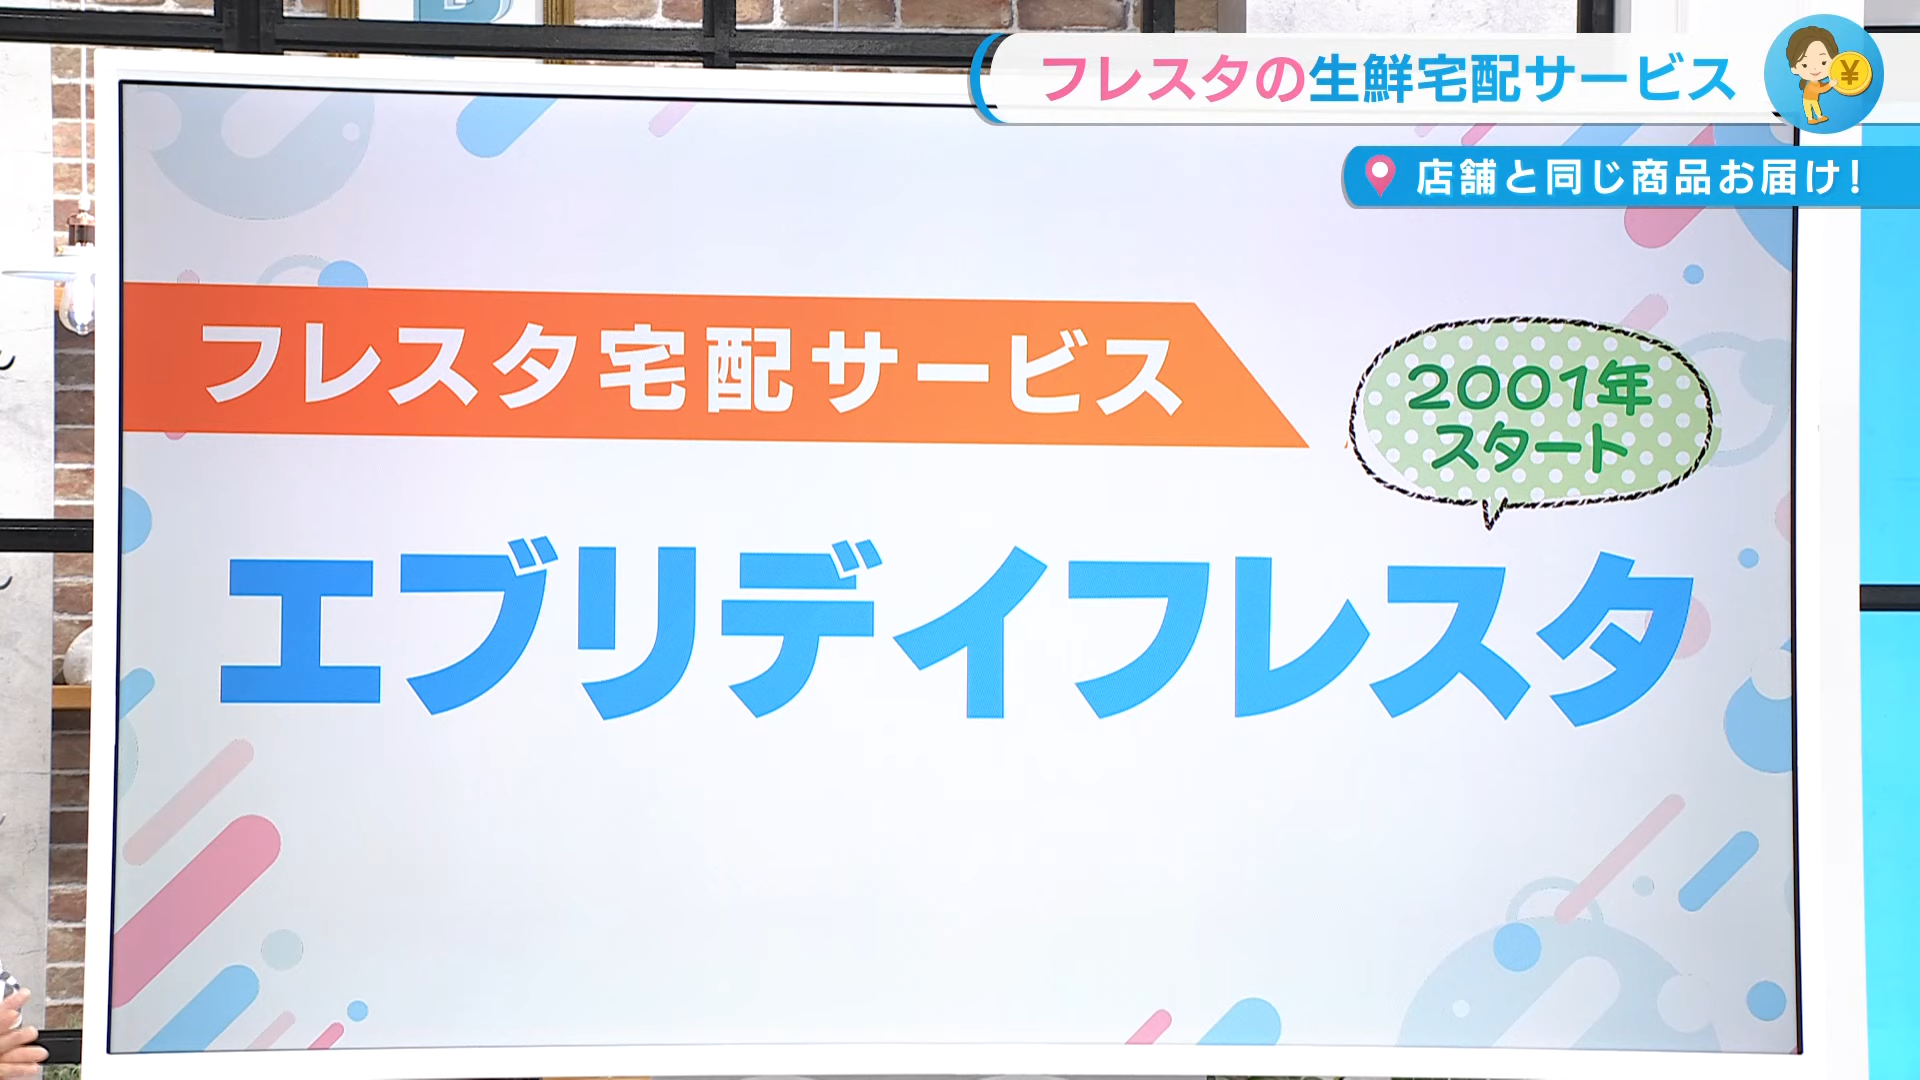 フレスタの生鮮宅配サービス
店舗と同じ商品お届け!
フレスタ宅配サービス
2001年
スタート
エブリデイフレスタ